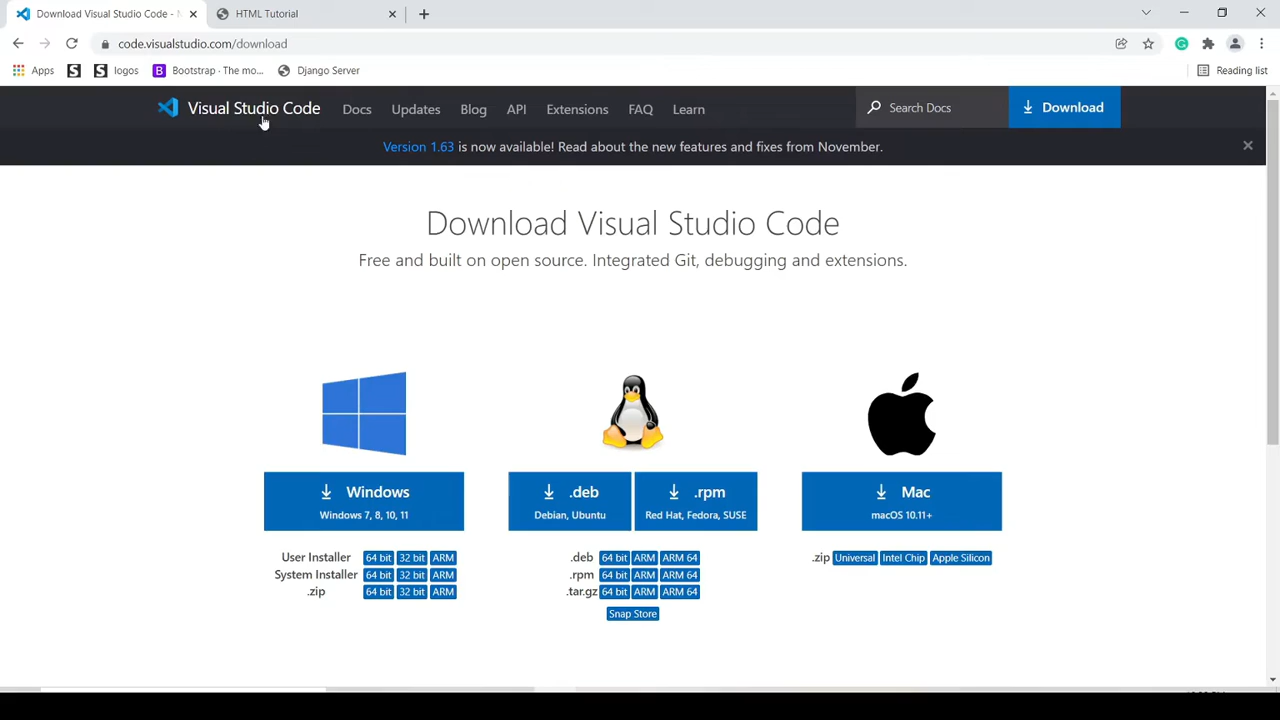 Download Visual Studio Code -
HTML Tutorial
code.visualstudio.com/download
Apps
logos
Bootstrap · The mo...
Django Server
Reading list
Visual Studio Code
Docs
Updates
Blog
API
Extensions
FAQ
Learn
Search Docs
Download
Version 1.63 is now available! Read about the new features and fixes from November.
Download Visual Studio Code
Free and built on open source. Integrated Git, debugging and extensions.
Windows
Windows 7, 8, 10, 11
.deb
Debian, Ubuntu
.rpm
Red Hat, Fedora, SUSE
Mac
macOS 10.11+
User Installer 64 bit 32 bit ARM
System Installer 64 bit 32 bit ARM
.zip 64 bit 32 bit ARM
.deb 64 bit ARM ARM 64
.rpm 64 bit ARM ARM 64
.tar.gz 64 bit ARM ARM 64
Snap Store
.zip Universal Intel Chip Apple Silicon